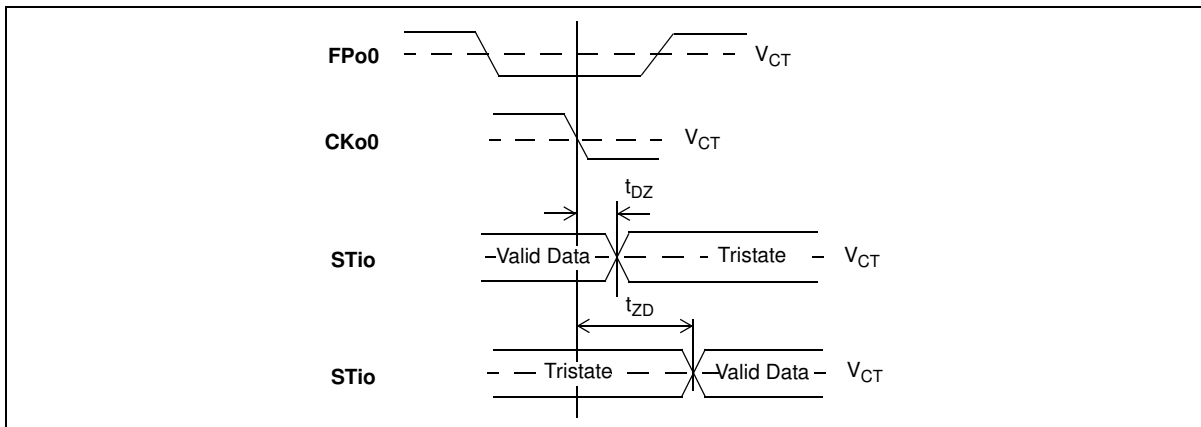 FPo0 V_CT
CKo0 V_CT
t_DZ
STio Valid Data Tristate V_CT
t_ZD
STio Tristate Valid Data V_CT